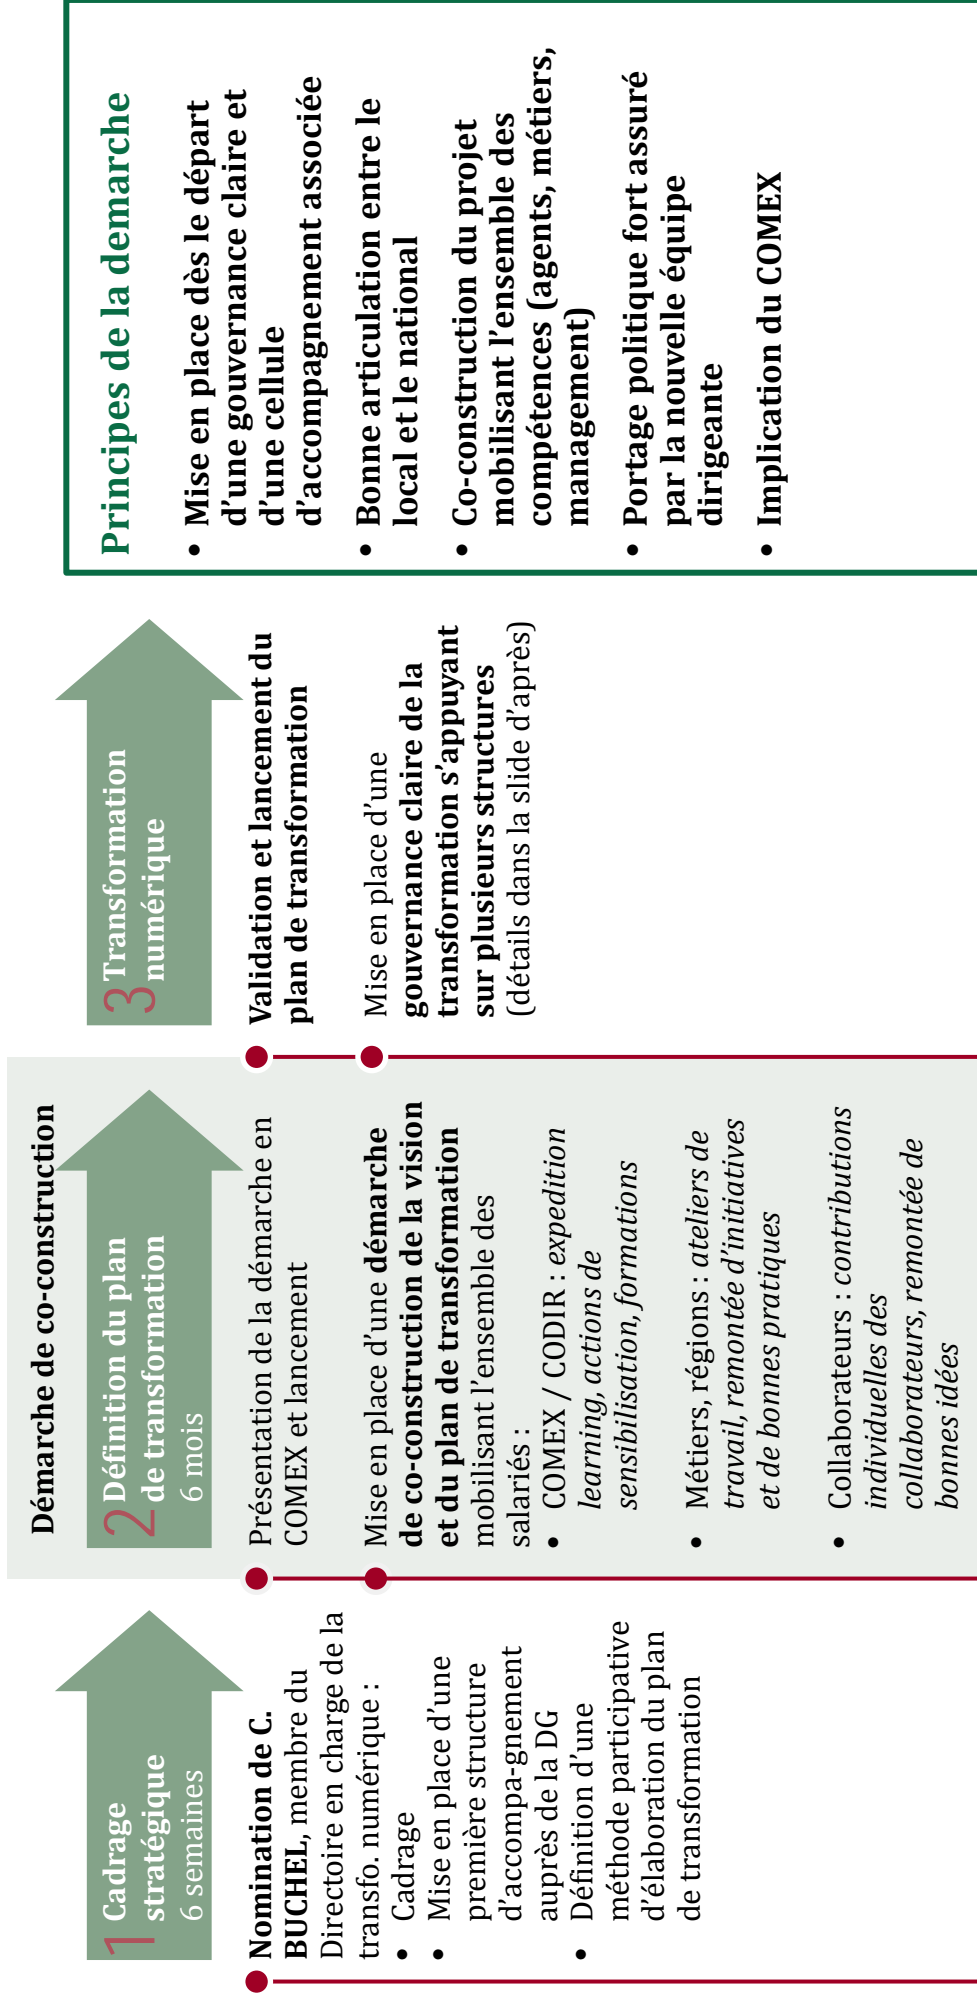 1 Cadrage
stratégique
6 semaines
Nomination de C.
BUCHEL, membre du
Directoire en charge de la
transfo. numérique :
• Cadrage
• Mise en place d'une
première structure
d'accompa-gnement
auprès de la DG
• Définition d'une
méthode participative
d'élaboration du plan
de transformation
Démarche de co-construction
2 Définition du plan
de transformation
6 mois
Présentation de la démarche en
COMEX et lancement
Mise en place d'une démarche
de co-construction de la vision
et du plan de transformation
mobilisant l'ensemble des
salariés :
• COMEX / CODIR : expedition
learning, actions de
sensibilisation, formations
• Métiers, régions : ateliers de
travail, remontée d'initiatives
et de bonnes pratiques
• Collaborateurs : contributions
individuelles des
collaborateurs, remontée de
bonnes idées
3 Transformation
numérique
Validation et lancement du
plan de transformation
Mise en place d'une
gouvernance claire de la
transformation s'appuyant
sur plusieurs structures
(détails dans la slide d'après)
Principes de la demarche
• Mise en place dès le départ
d'une gouvernance claire et
d'une cellule
d'accompagnement associée
• Bonne articulation entre le
local et le national
• Co-construction du projet
mobilisant l'ensemble des
compétences (agents, métiers,
management)
• Portage politique fort assuré
par la nouvelle équipe
dirigeante
• Implication du COMEX